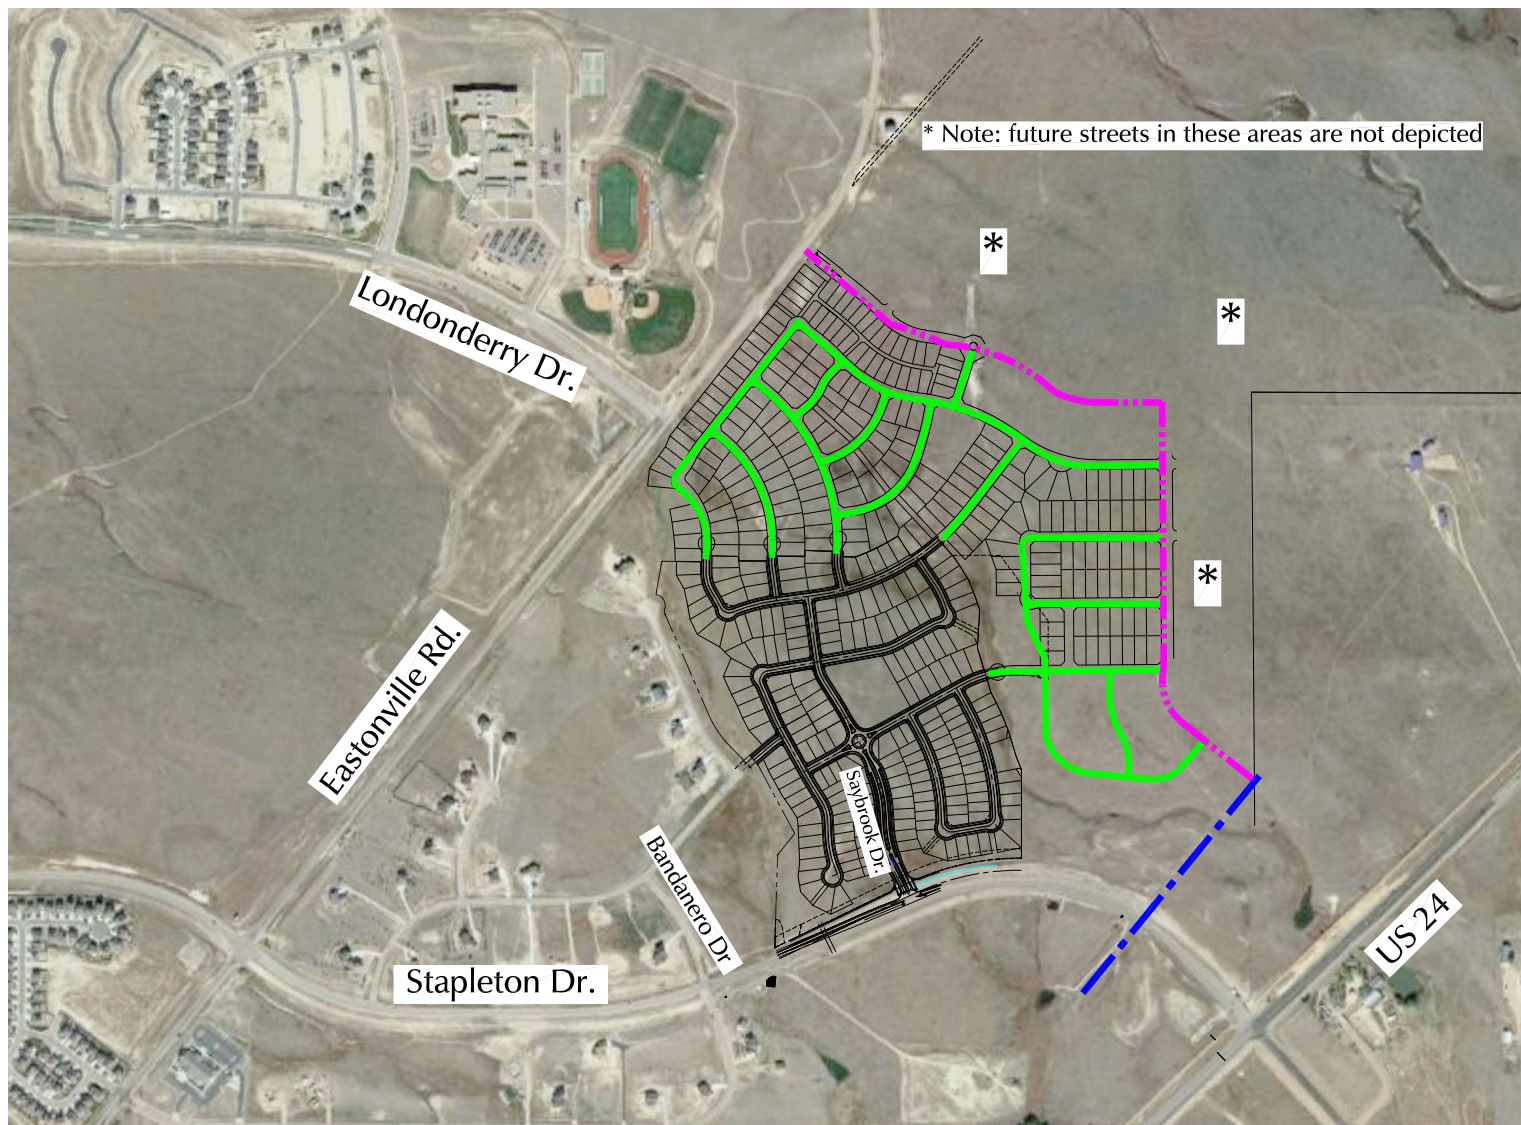 * Note: future streets in these areas are not depicted
*
*
Londonderry Dr.
*
Eastonville Rd.
Saybrook Dr.
Bandanero Dr
US 24
Stapleton Dr.